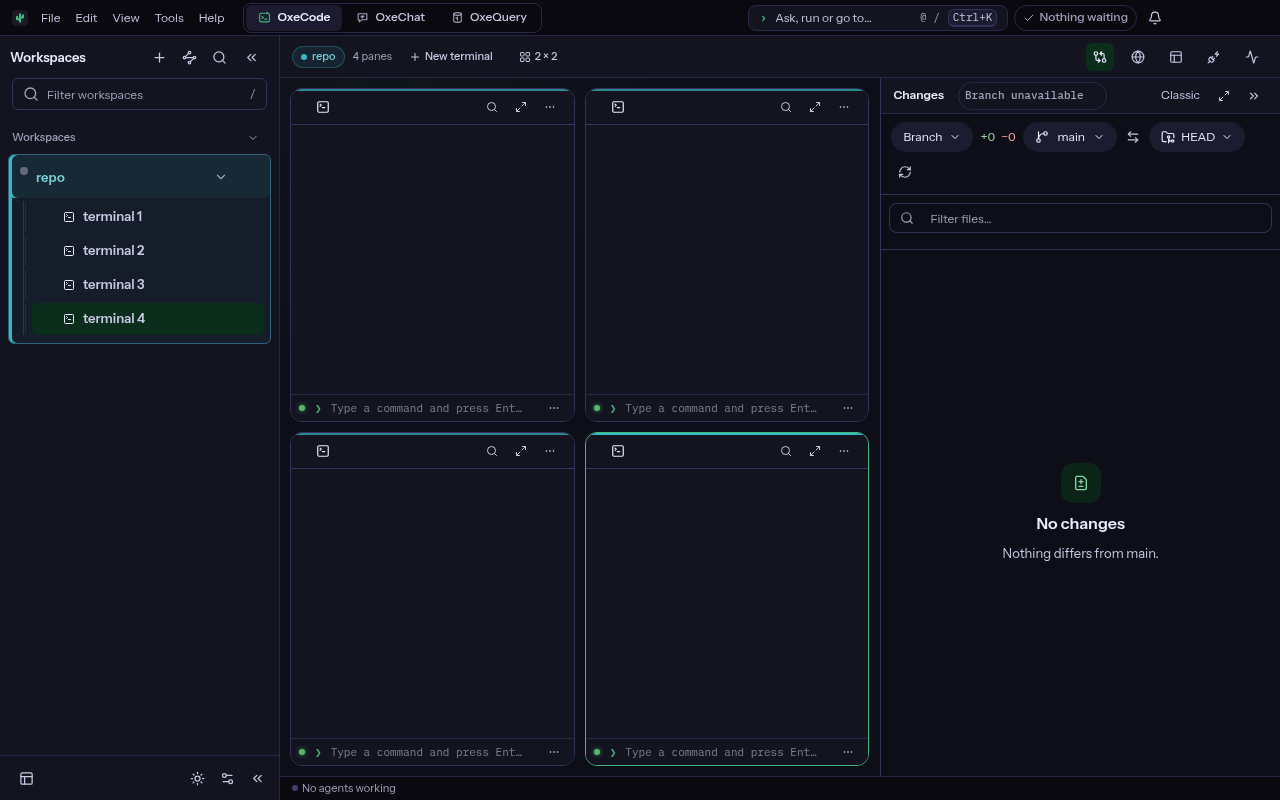 File Edit View Tools Help
OxeCode OxeChat OxeQuery
Ask, run or go to... @ / Ctrl+K
Nothing waiting
Workspaces
Filter workspaces /
Workspaces
repo
terminal 1
terminal 2
terminal 3
terminal 4
repo 4 panes New terminal 2 × 2
Type a command and press Ent…
Type a command and press Ent…
Type a command and press Ent…
Type a command and press Ent…
Changes Branch unavailable Classic
Branch +0 −0 main HEAD
Filter files...
No changes
Nothing differs from main.
No agents working